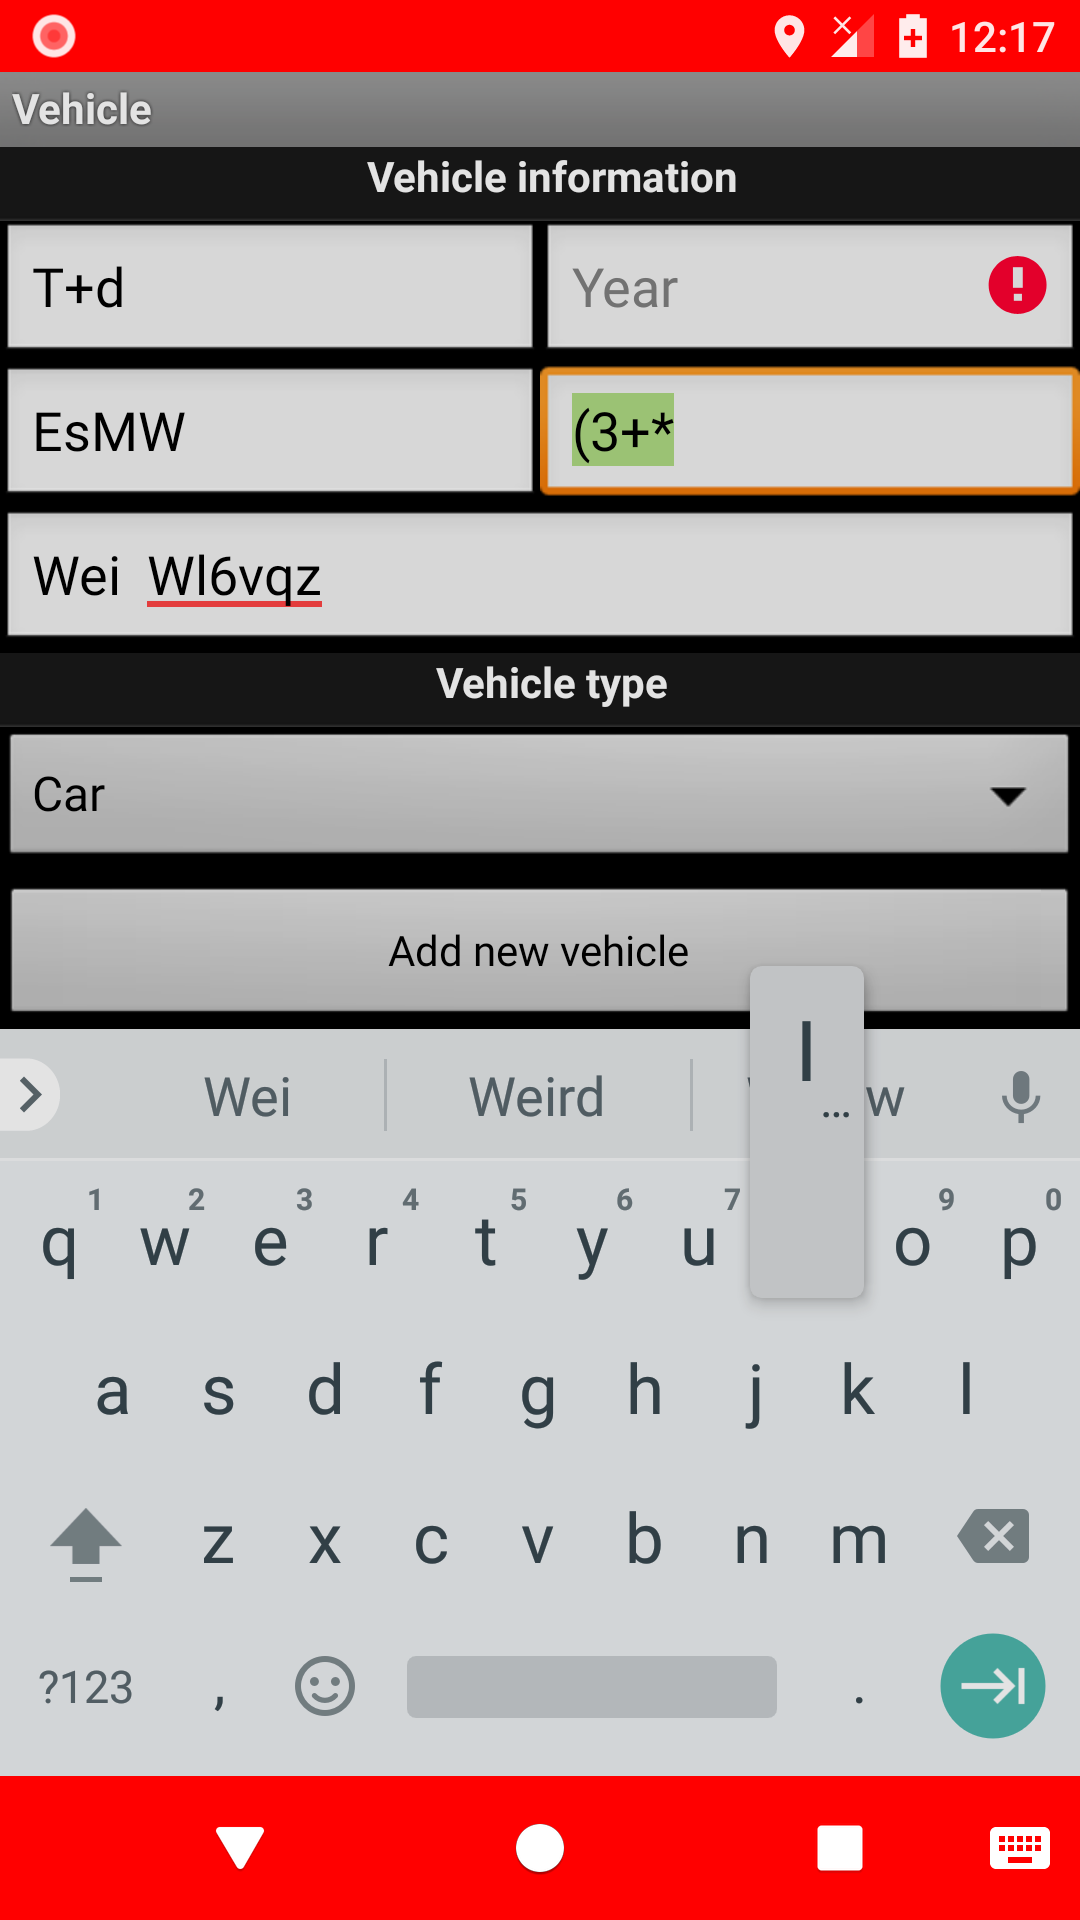 12:17
Vehicle
Vehicle information
T+d Year
EsMW (3+*
Wei Wl6vqz
Vehicle type
Car
Add new vehicle
I
...
Wei Weird w
1 2 3 4 5 6 7 9 0
q w e r t y u o p
a s d f g h j k l
z x c v b n m
?123 , .